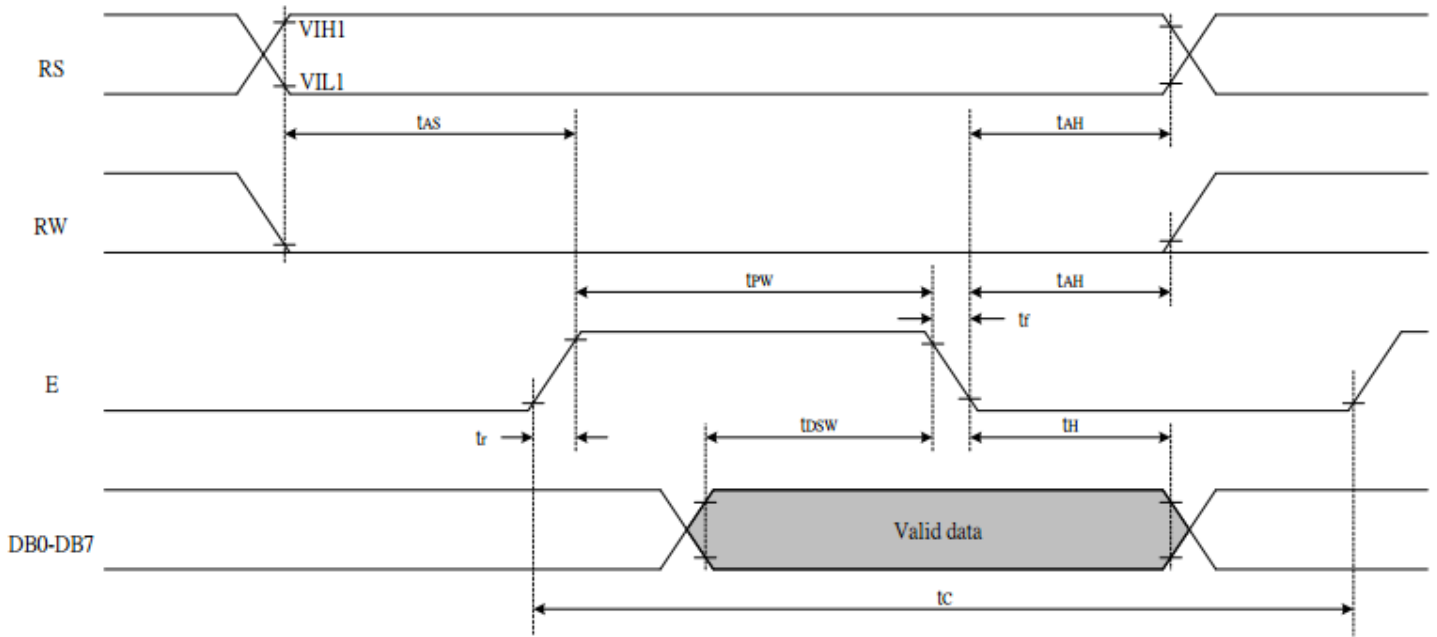 VIH1
RS
VIL1
tAS
tAH
RW
tPW
tAH
tf
E
tr
tDSW
tH
Valid data
DB0-DB7
tC